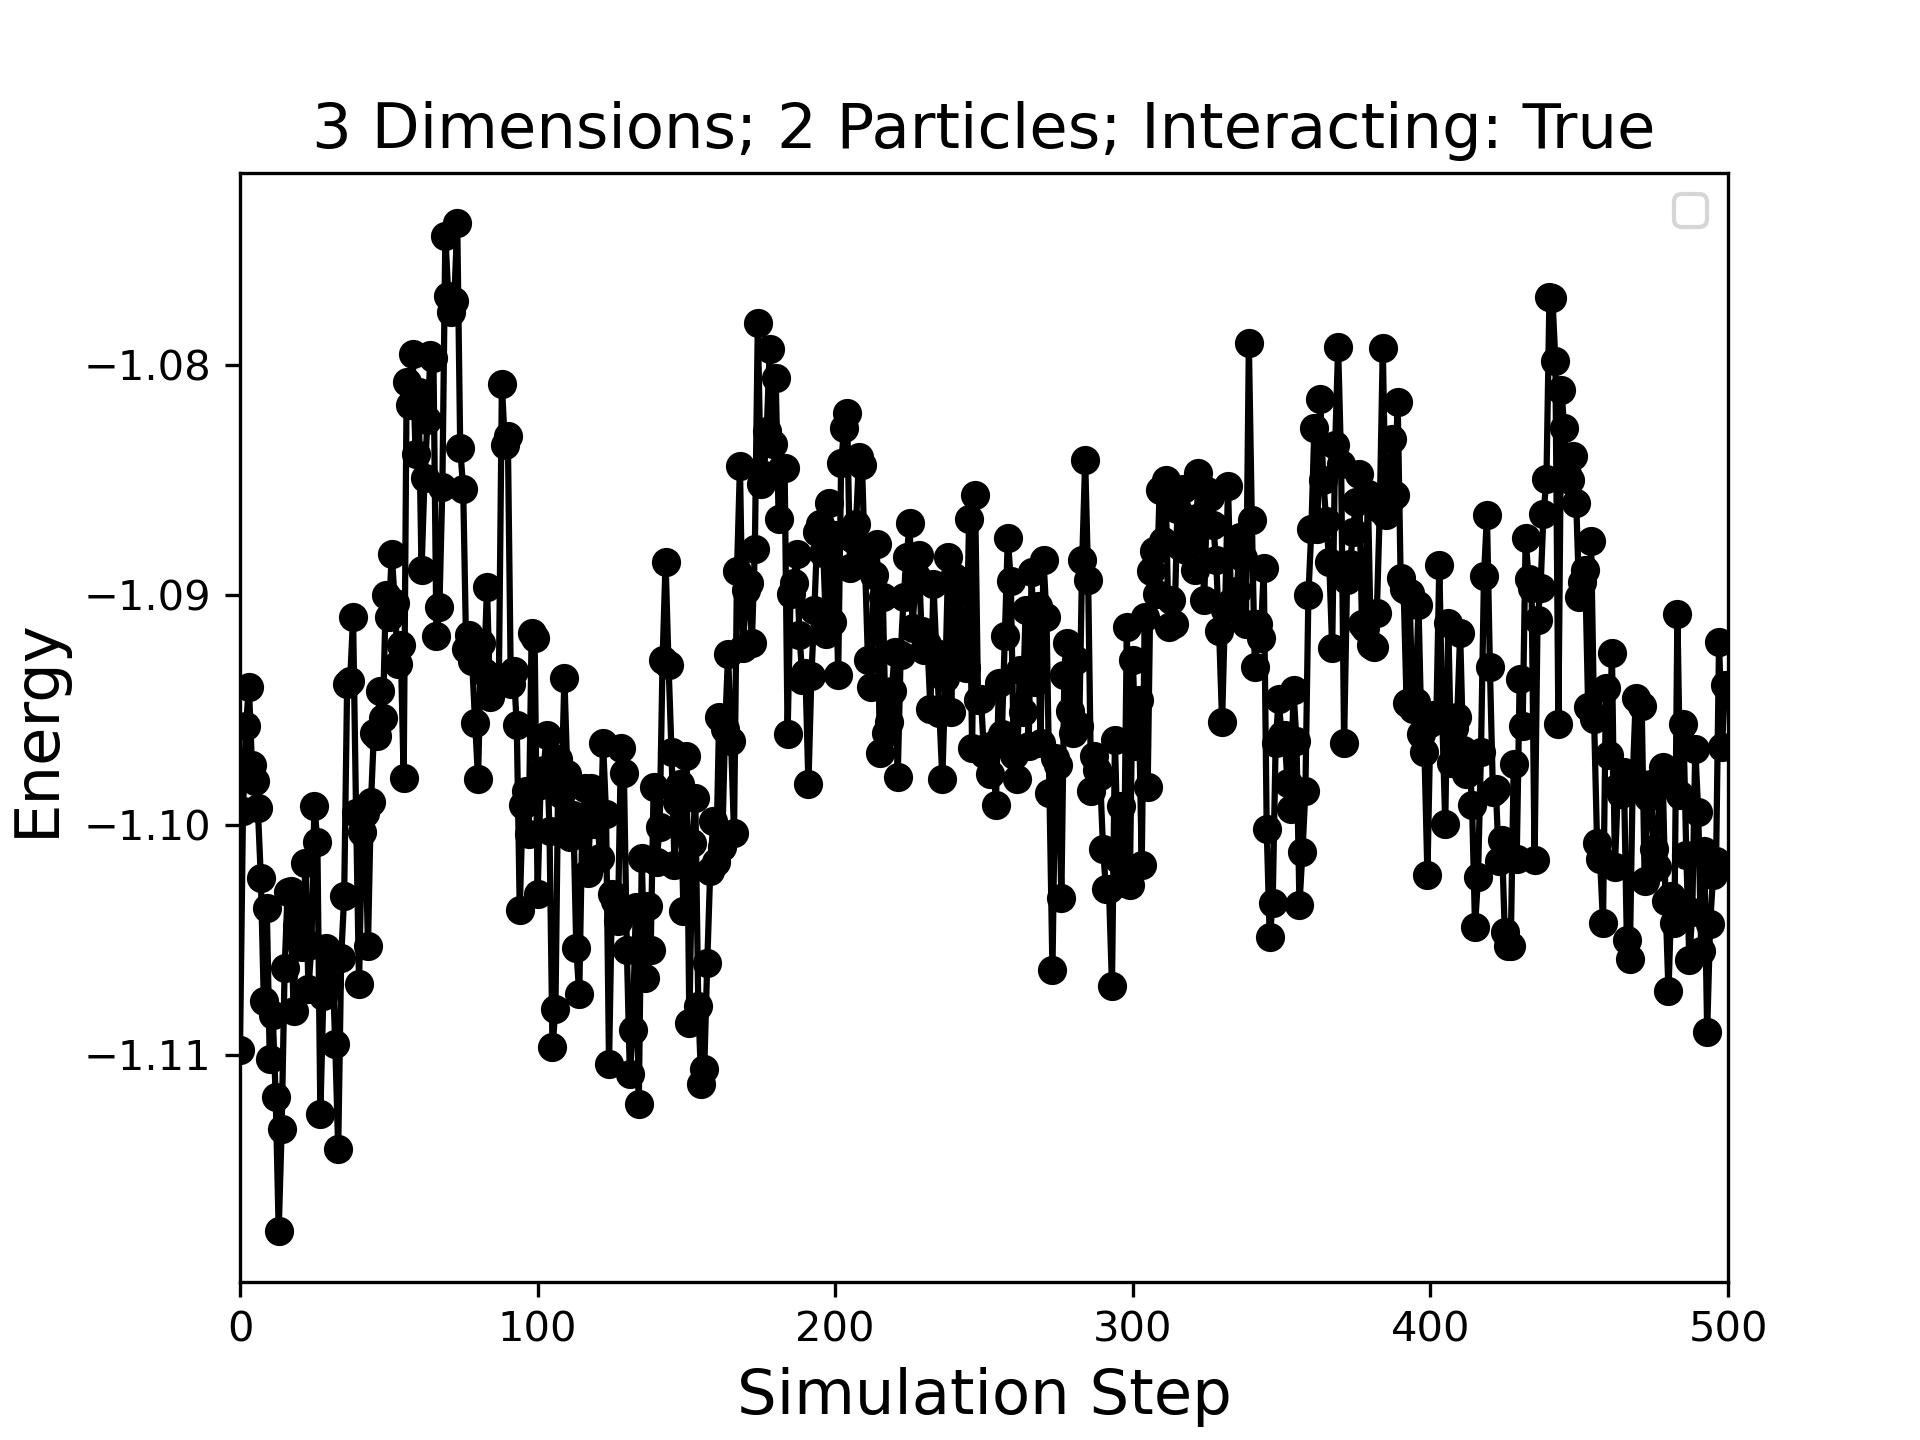 3 Dimensions; 2 Particles; Interacting: True
Energy
−1.08
−1.09
−1.10
−1.11
0 100 200 300 400 500
Simulation Step